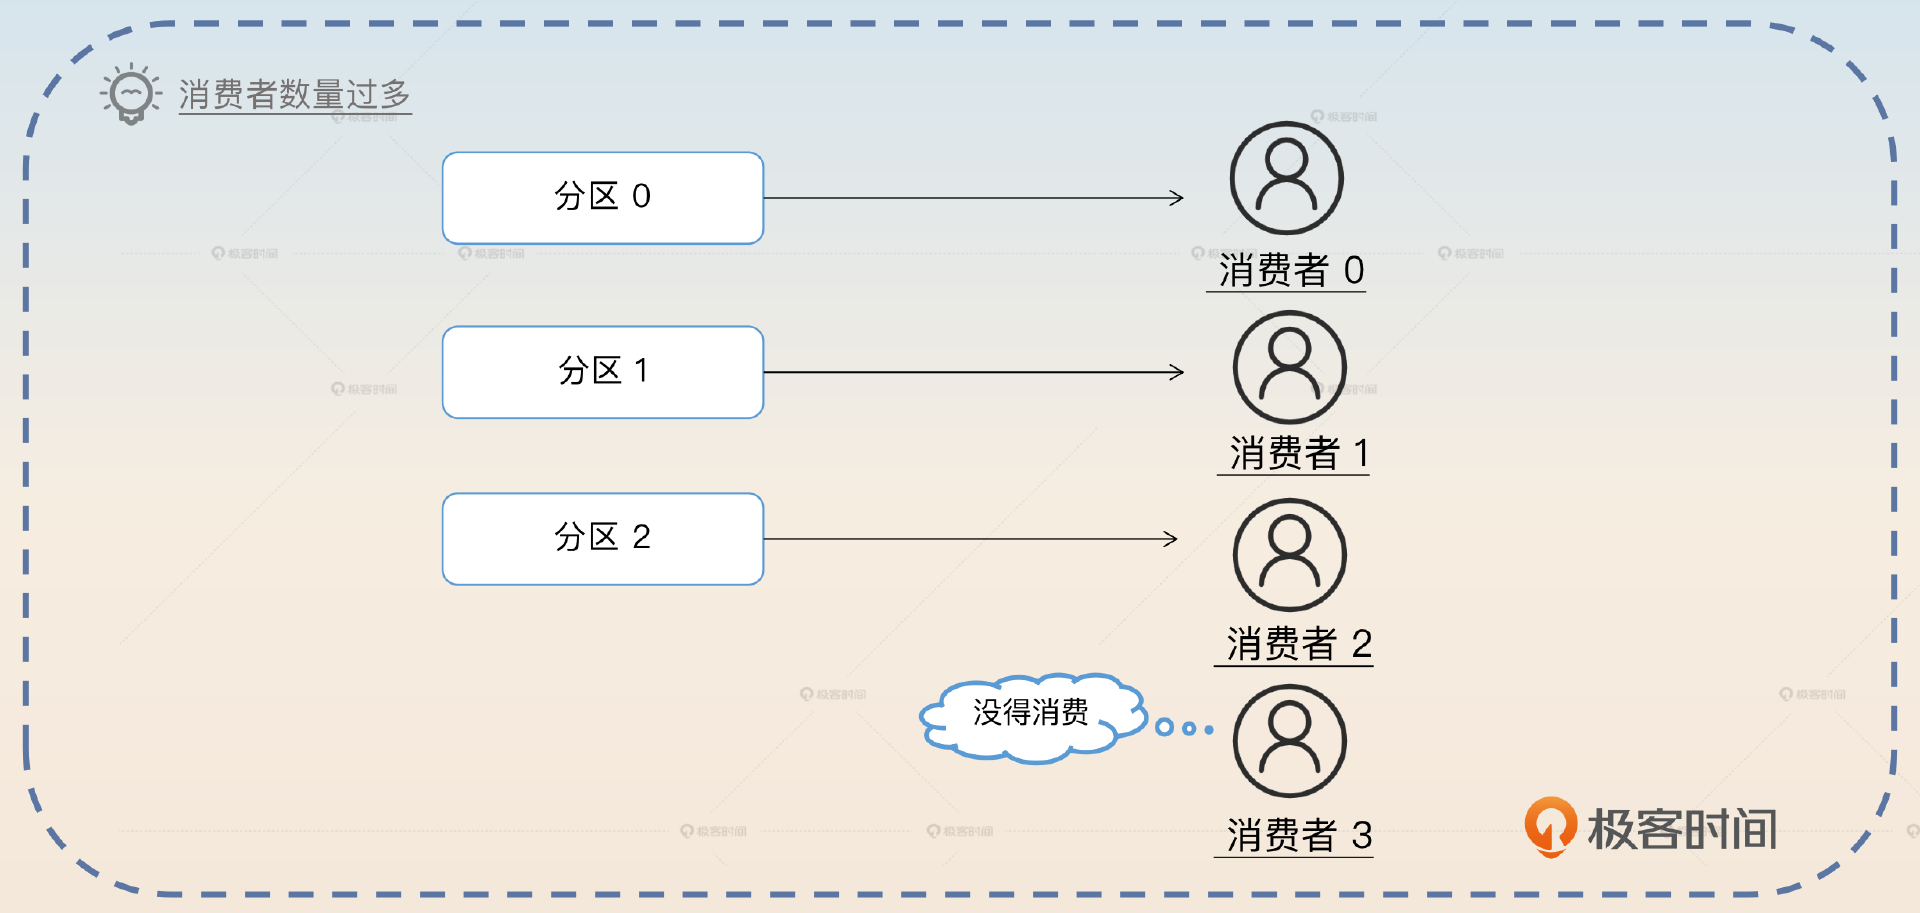 消费者数量过多
分区 0
消费者 0
分区 1
消费者 1
分区 2
消费者 2
没得消费
消费者 3
极客时间